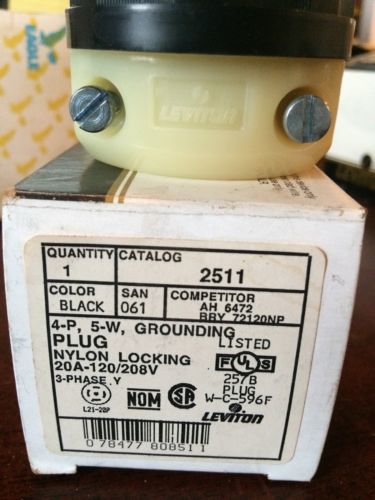 EAGLE
LEVITON
QUANTITY
1
CATALOG
2511
COLOR
BLACK
SAN
061
COMPETITOR
AH 6472
BRY 72120NP
4-P, 5-W, GROUNDING
PLUG
LISTED
NYLON LOCKING
20A-120/208V
257B
3-PHASE Y
PLUG
W-C-596F
L21-20P
NOM
LEVITON
0 78477 80851 1